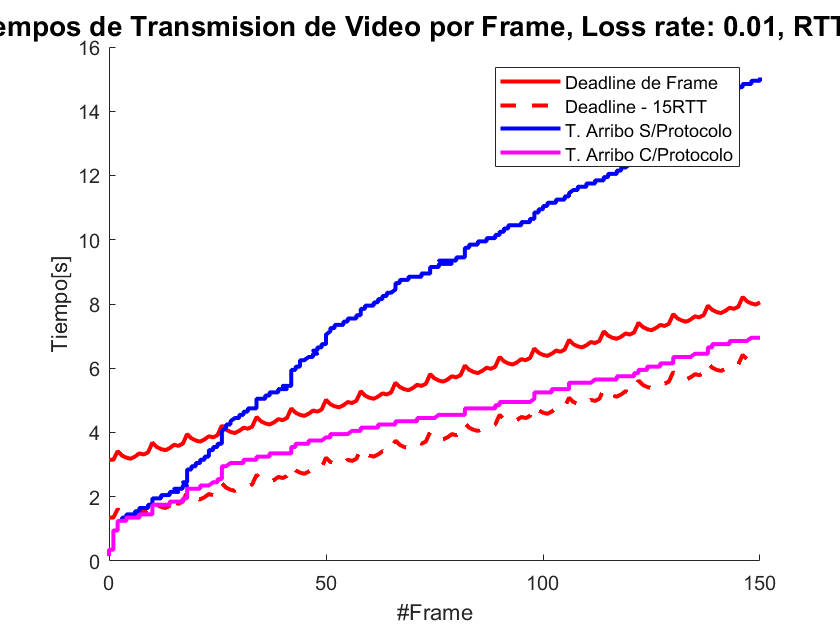 empos de Transmision de Video por Frame, Loss rate: 0.01, RTT
16
14
12
10
8
6
4
2
0
Tiempo[s]
Deadline de Frame
Deadline - 15RTT
T. Arribo S/Protocolo
T. Arribo C/Protocolo
0 50 100 150
#Frame